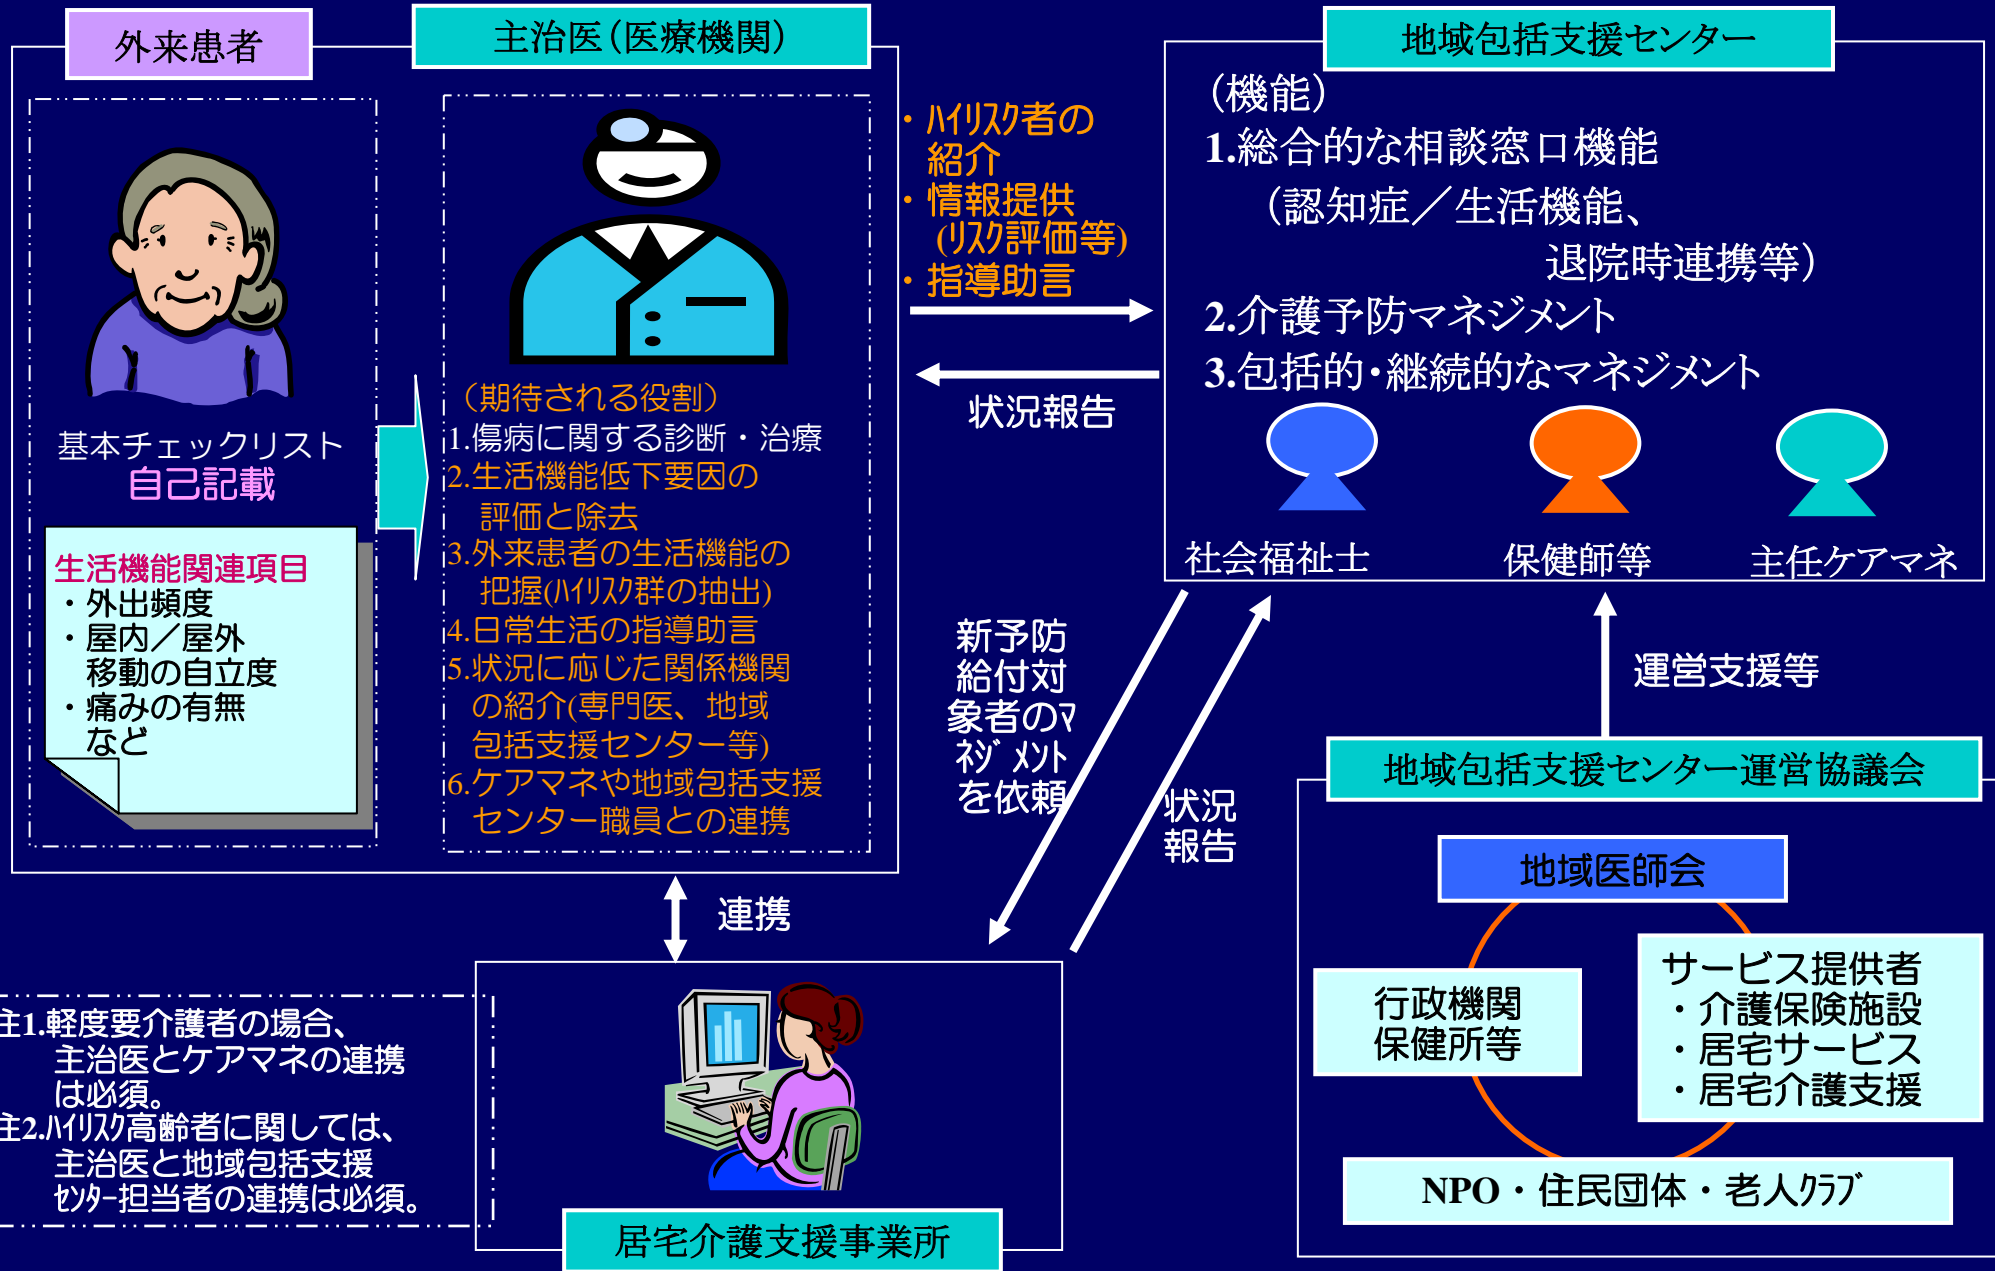 外来患者
主治医(医療機関)
基本チェックリスト
自己記載
生活機能関連項目
・外出頻度
・屋内／屋外
移動の自立度
・痛みの有無
など
（期待される役割）
1.傷病に関する診断・治療
2.生活機能低下要因の
評価と除去
3.外来患者の生活機能の
把握(ﾊｲﾘｽｸ群の抽出)
4.日常生活の指導助言
5.状況に応じた関係機関
の紹介(専門医、地域
包括支援センター等)
6.ケアマネや地域包括支援
センター職員との連携
・ﾊｲﾘｽｸ者の
紹介
・情報提供
(ﾘｽｸ評価等)
・指導助言
状況報告
地域包括支援センター
（機能）
1.総合的な相談窓口機能
（認知症／生活機能、
退院時連携等）
2.介護予防マネジメント
3.包括的・継続的なマネジメント
社会福祉士
保健師等
主任ケアマネ
新予防
給付対
象者のﾏ
ﾈｼﾞﾒﾝﾄ
を依頼
状況
報告
運営支援等
連携
地域包括支援センター運営協議会
地域医師会
行政機関
保健所等
サービス提供者
・介護保険施設
・居宅サービス
・居宅介護支援
NPO・住民団体・老人ｸﾗﾌﾞ
注1.軽度要介護者の場合、
主治医とケアマネの連携
は必須。
注2.ﾊｲﾘｽｸ高齢者に関しては、
主治医と地域包括支援
ｾﾝﾀｰ担当者の連携は必須。
居宅介護支援事業所